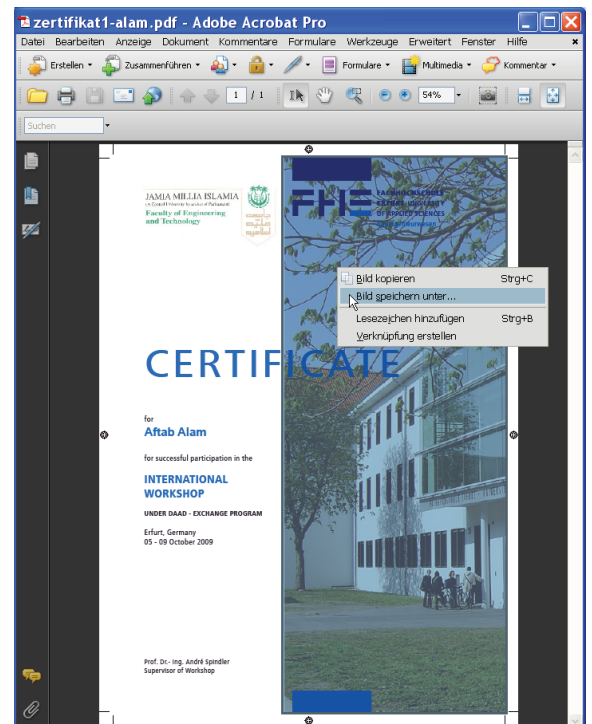 zertifikat1-alam.pdf - Adobe Acrobat Pro
Datei Bearbeiten Anzeige Dokument Kommentare Formulare Werkzeuge Erweitert Fenster Hilfe
Erstellen Zusammenführen Formulare Multimedia Kommentar
1 / 1 54%
Suchen
JAMIA MILLIA ISLAMIA
Faculty of Engineering
and Technology
FHE
FACHHOCHSCHULE
ERFURT UNIVERSITY
OF APPLIED SCIENCES
Bild kopieren Strg+C
Bild speichern unter...
Lesezeichen hinzufügen Strg+B
Verknüpfung erstellen
CERTIFICATE
for
Aftab Alam
for successful participation in the
INTERNATIONAL
WORKSHOP
UNDER DAAD - EXCHANGE PROGRAM
Erfurt, Germany
05 - 09 October 2009
Prof. Dr.- Ing. André Spindler
Supervisor of Workshop